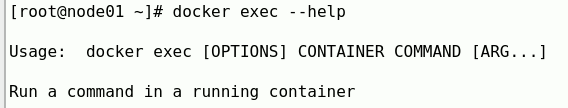 [root@node01 ~]# docker exec --help
Usage:  docker exec [OPTIONS] CONTAINER COMMAND [ARG...]
Run a command in a running container